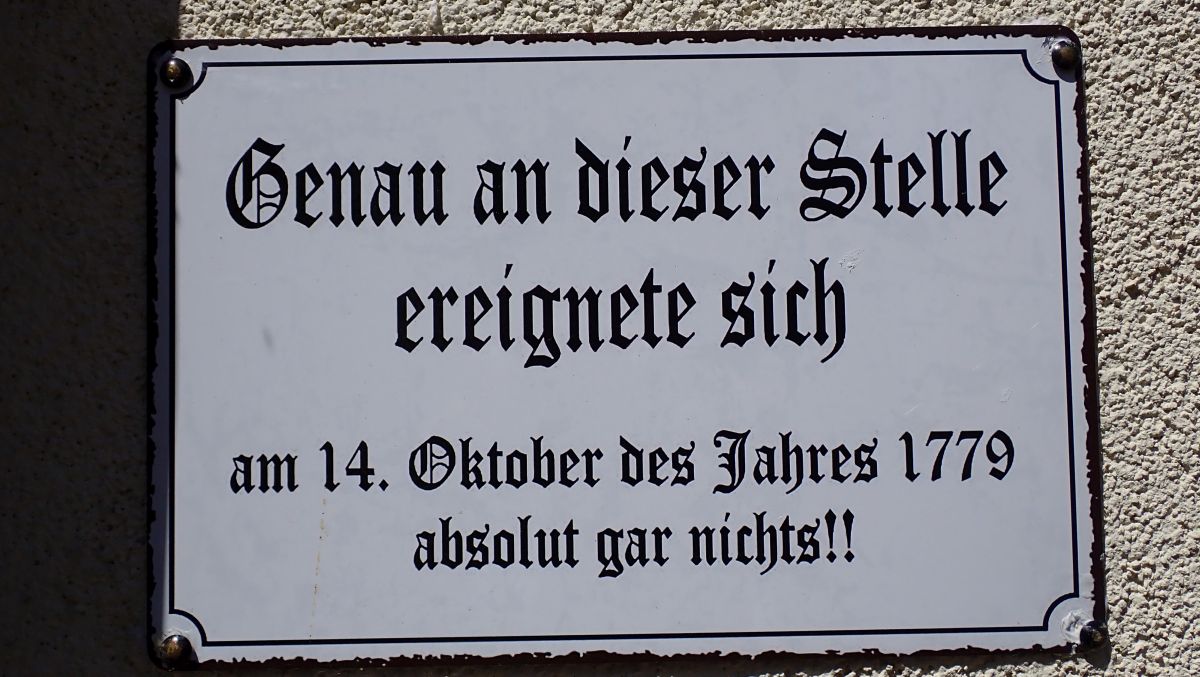 Genau an dieser Stelle
ereignete sich
am 14. Oktober des Jahres 1779
absolut gar nichts!!